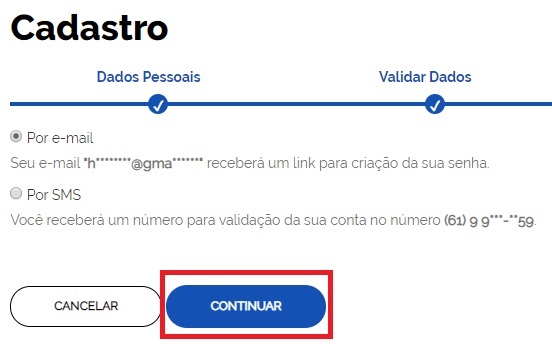 Cadastro
Dados Pessoais Validar Dados
Por e-mail
Seu e-mail "h********@gma*******" receberá um link para criação da sua senha.
Por SMS
Você receberá um número para validação da sua conta no número (61) 9 9***-**59.
CANCELAR CONTINUAR